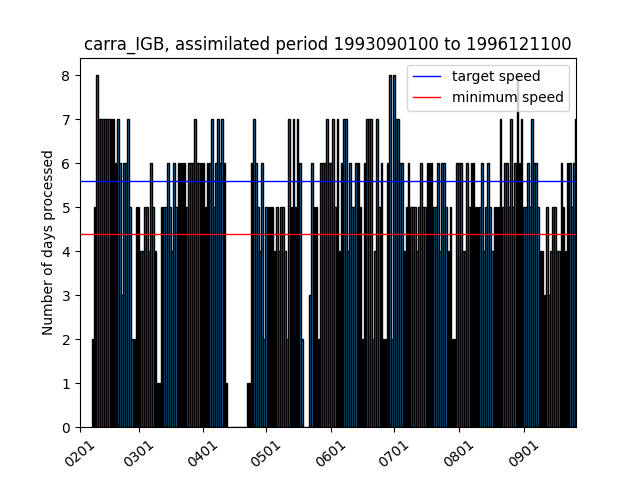 carra_IGB, assimilated period 1993090100 to 1996121100
target speed
minimum speed
Number of days processed
8
7
6
5
4
3
2
1
0
0201 0301 0401 0501 0601 0701 0801 0901